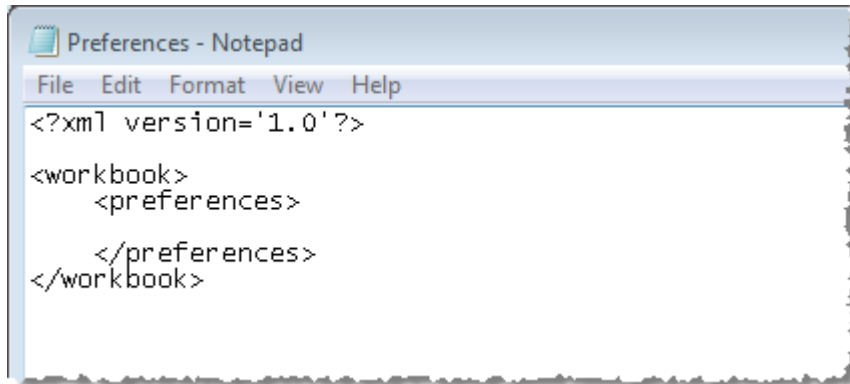 Preferences - Notepad
File Edit Format View Help
<?xml version='1.0'?>
<workbook>
<preferences>
</preferences>
</workbook>